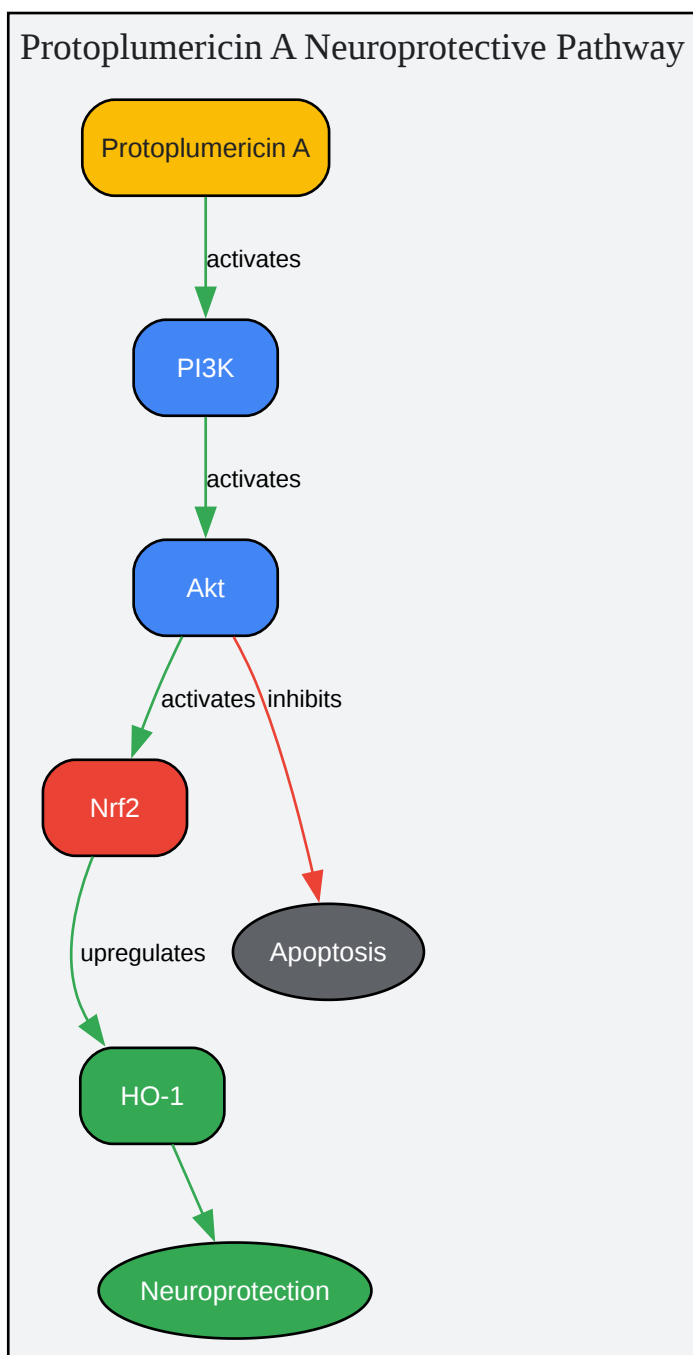 Protoplumericin A Neuroprotective Pathway
Protoplumericin A
activates
PI3K
activates
Akt
activates
inhibits
Nrf2
Apoptosis
upregulates
HO-1
Neuroprotection